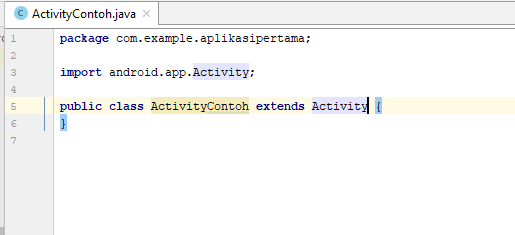 ActivityContoh.java
1 package com.example.aplikasipertama;
2
3 import android.app.Activity;
4
5 public class ActivityContoh extends Activity {
6 }
7